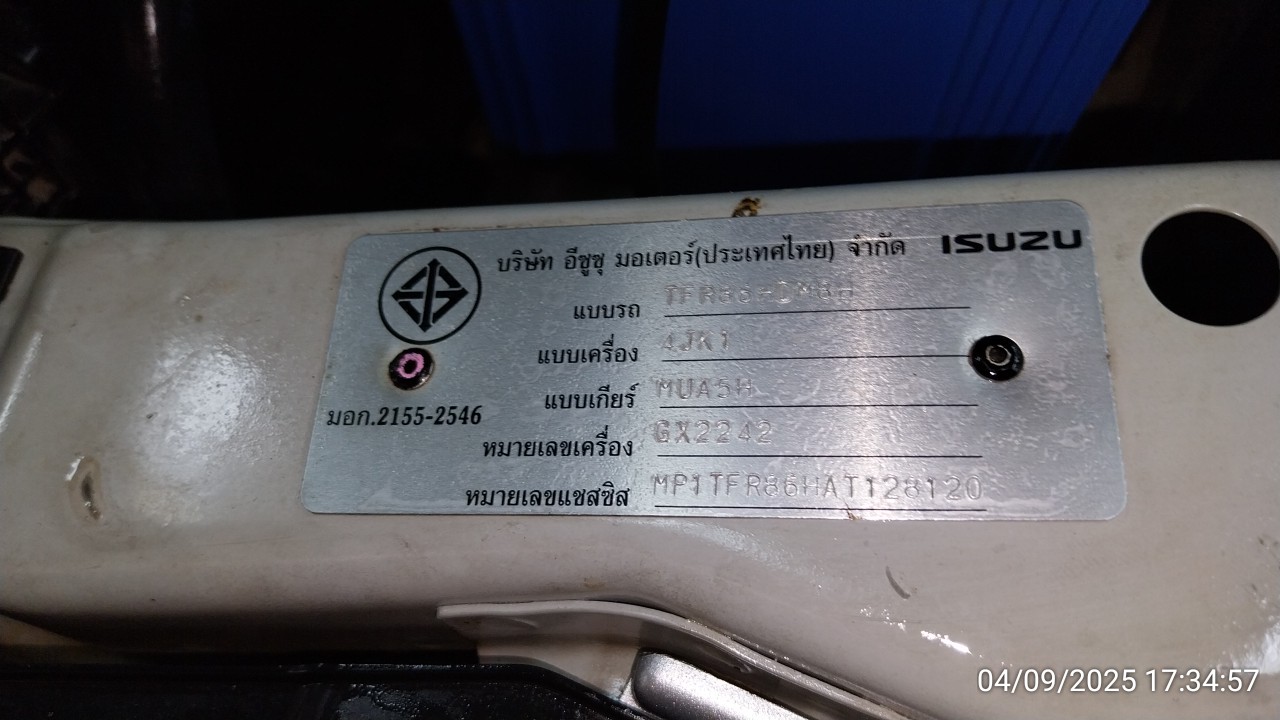 บริษัท อีซูซุ มอเตอร์(ประเทศไทย) จำกัด ISUZU
แบบรถ
แบบเครื่อง 4JK1
แบบเกียร์ MUA5H
มอก.2155-2546
หมายเลขเครื่อง GX2242
หมายเลขแชสซิส MP1TFR86HAT128120
04/09/2025 17:34:57